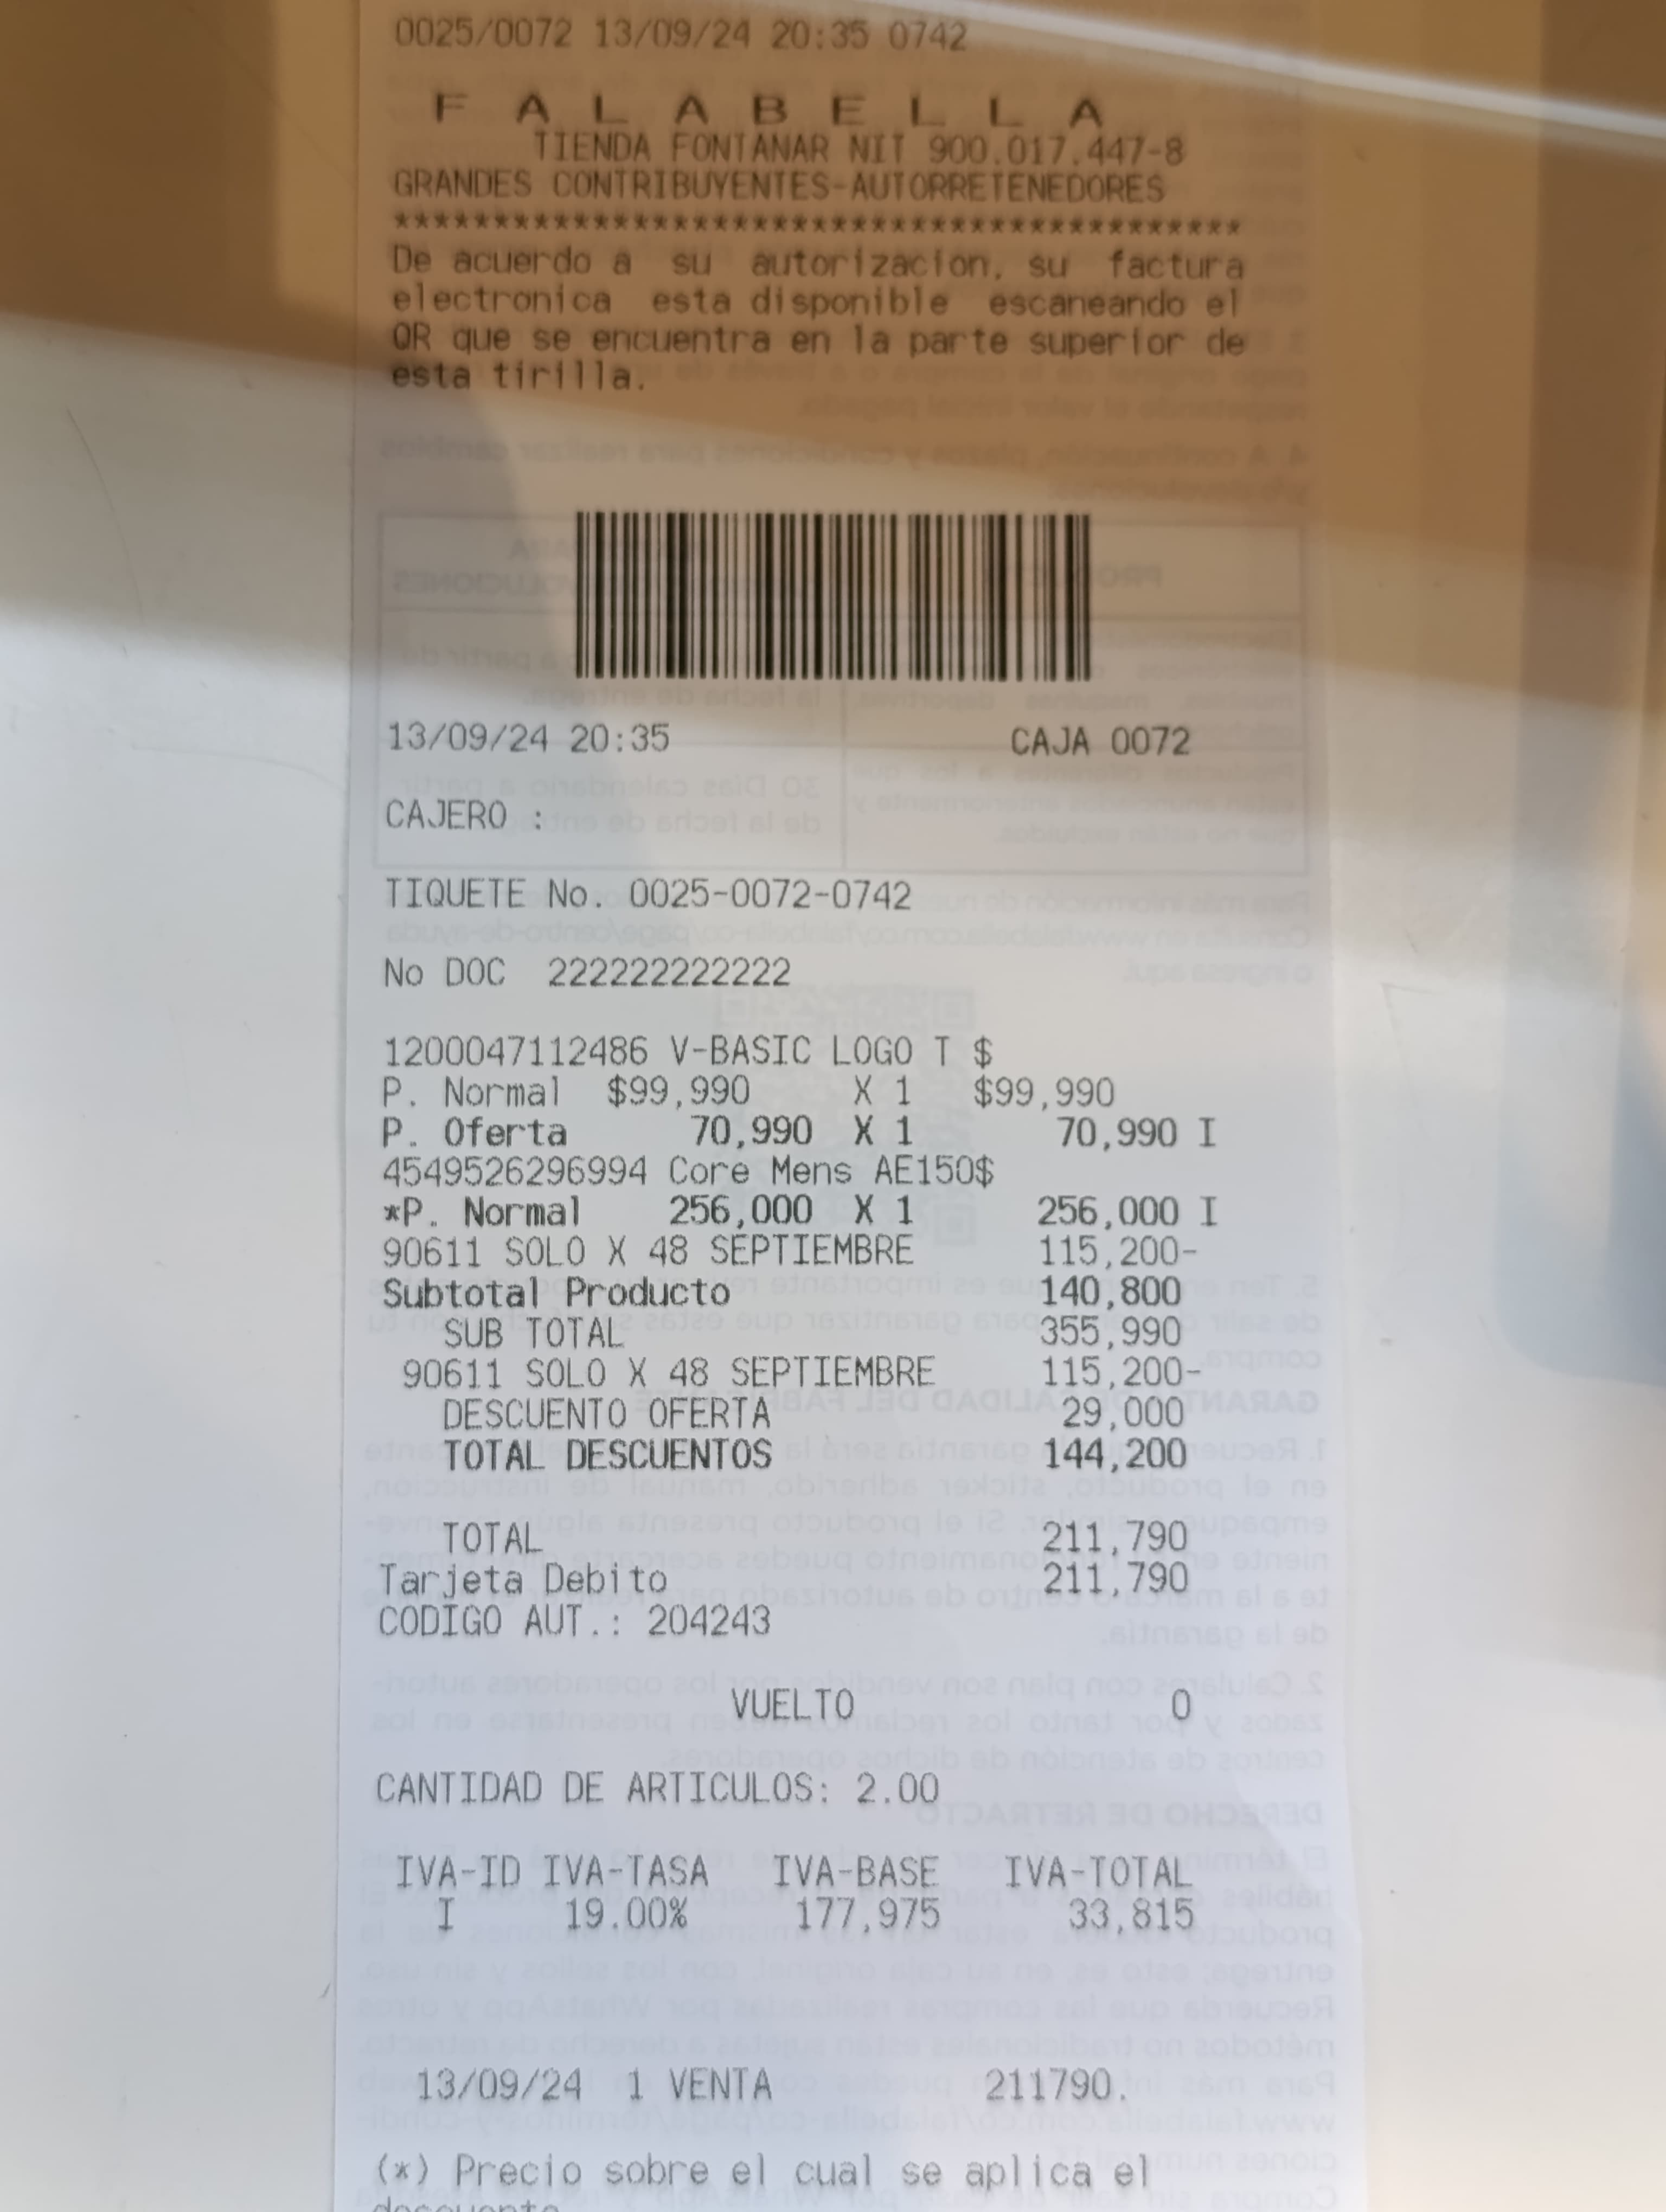 0025/0072 13/09/24 20:35 0742
F A L A B E L L A
TIENDA FONTANAR NIT 900.017.447-8
GRANDES CONTRIBUYENTES-AUTORRETENEDORES
*****************************************
De acuerdo a su autorizacion, su factura
electronica esta disponible escaneando el
QR que se encuentra en la parte superior de
esta tirilla.
13/09/24 20:35 CAJA 0072
CAJERO :
TIQUETE No. 0025-0072-0742
No DOC 222222222222
1200047112486 V-BASIC LOGO T $
P. Normal $99,990 X 1 $99,990
P. Oferta 70,990 X 1 70,990 I
4549526296994 Core Mens AE150$
*P. Normal 256,000 X 1 256,000 I
90611 SOLO X 48 SEPTIEMBRE 115,200-
Subtotal Producto 140,800
SUB TOTAL 355,990
90611 SOLO X 48 SEPTIEMBRE 115,200-
DESCUENTO OFERTA 29,000
TOTAL DESCUENTOS 144,200
TOTAL 211,790
Tarjeta Debito 211,790
CODIGO AUT.: 204243
VUELTO 0
CANTIDAD DE ARTICULOS: 2.00
IVA-ID IVA-TASA IVA-BASE IVA-TOTAL
I 19.00% 177,975 33,815
13/09/24 1 VENTA 211790.
(*) Precio sobre el cual se aplica el
descuento